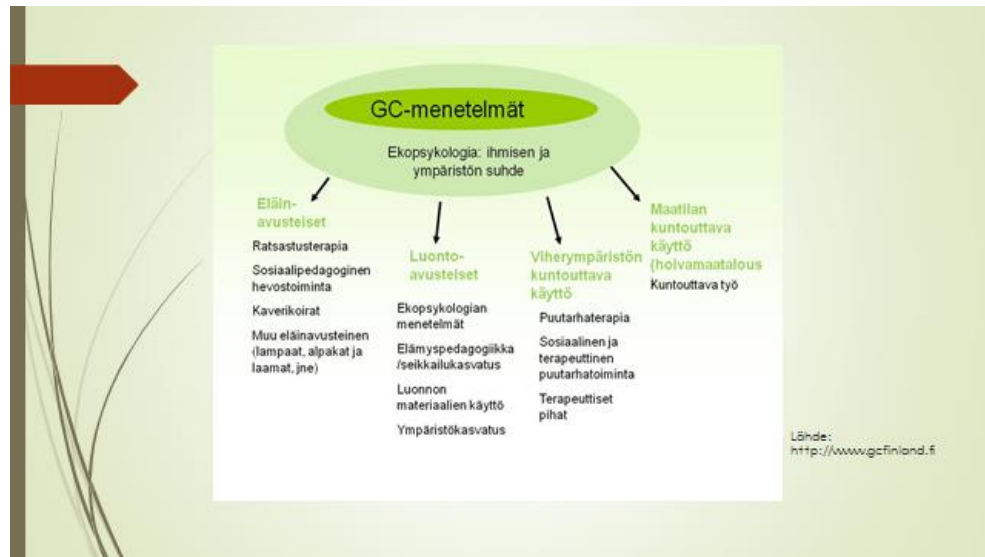 GC-menetelmät
Ekopsykologia: ihmisen ja
ympäristön suhde
Eläin-
avusteiset
Ratsastusterapia
Sosiaalipedagoginen
hevostoiminta
Kaverikoirat
Muu eläinavusteinen
(lampaat, alpakat ja
laamat, jne)
Luonto-
avusteiset
Ekopsykologian
menetelmät
Elämyspedagogiikka
/seikkailukasvatus
Luonnon
materiaalien käyttö
Ympäristökasvatus
Viherympäristön
kuntouttava
käyttö
Puutarhaterapia
Sosiaalinen ja
terapeuttinen
puutarhatoiminta
Terapeuttiset
pihat
Maatilan
kuntouttava
käyttö
(hoivamaatalous
Kuntouttava työ
Lähde:
http://www.gcfinland.fi